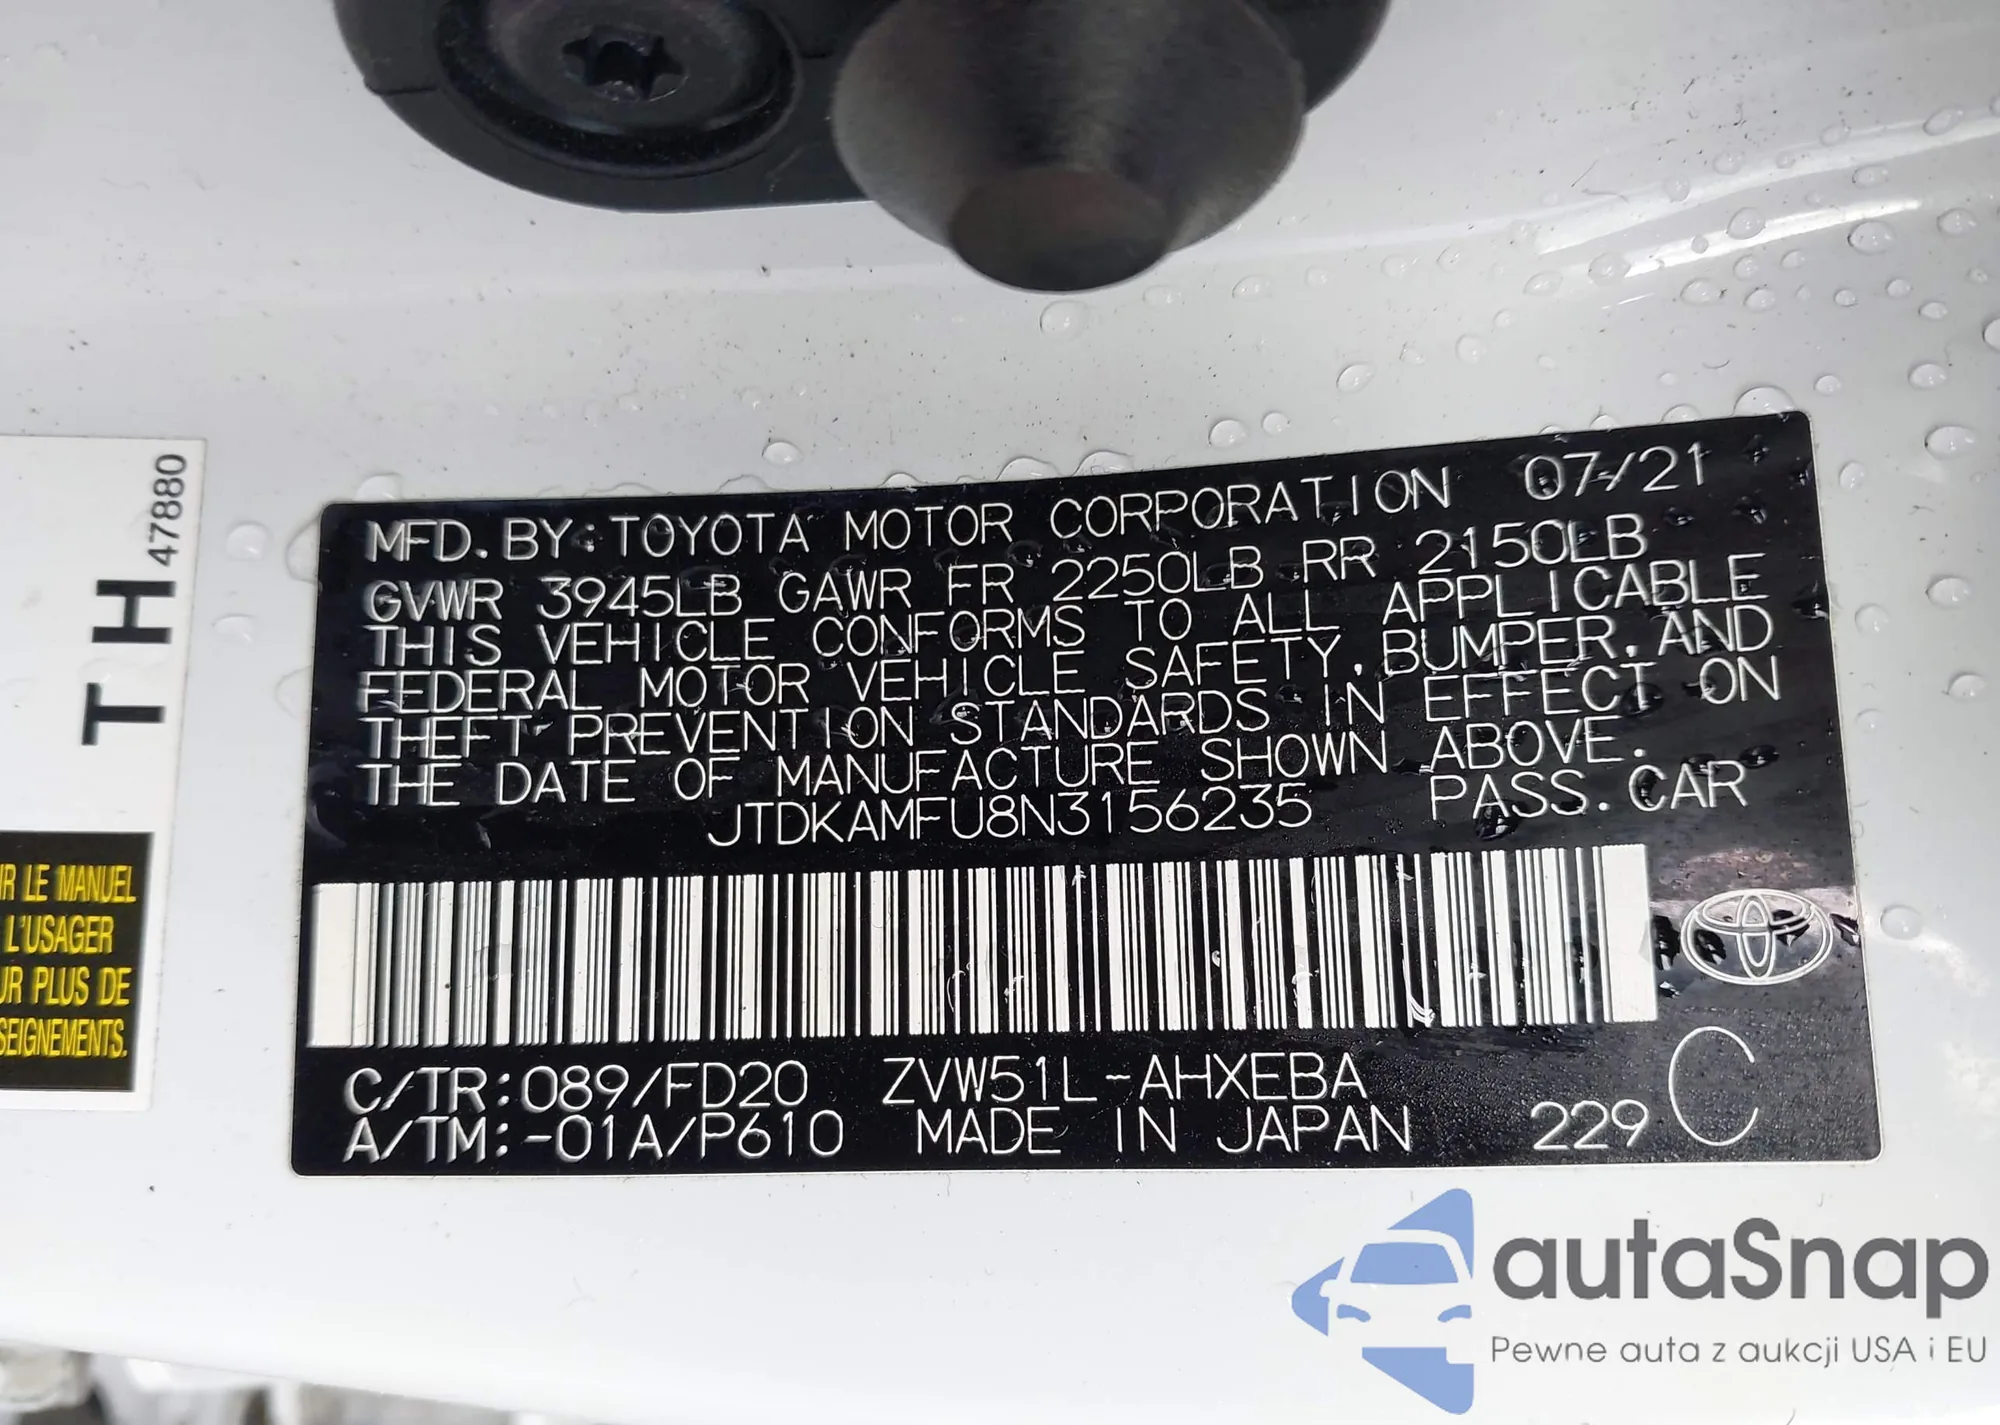 MFD. BY: TOYOTA MOTOR CORPORATION 07/21
GVWR 3945LB GAWR FR 2250LB RR 2150LB
THIS VEHICLE CONFORMS TO ALL APPLICABLE
FEDERAL MOTOR VEHICLE SAFETY, BUMPER, AND
THEFT PREVENTION STANDARDS IN EFFECT ON
THE DATE OF MANUFACTURE SHOWN ABOVE.
JTDKAMFU8N3156235 PASS. CAR
C/TR: 089/FD20 ZVW51L-AHXEBA
A/TM: -01A/P610 MADE IN JAPAN 229 C
TH 47880
LE MANUEL
L'USAGER
PLUS DE
autaSnap
Pewne auta z aukcji USA i EU